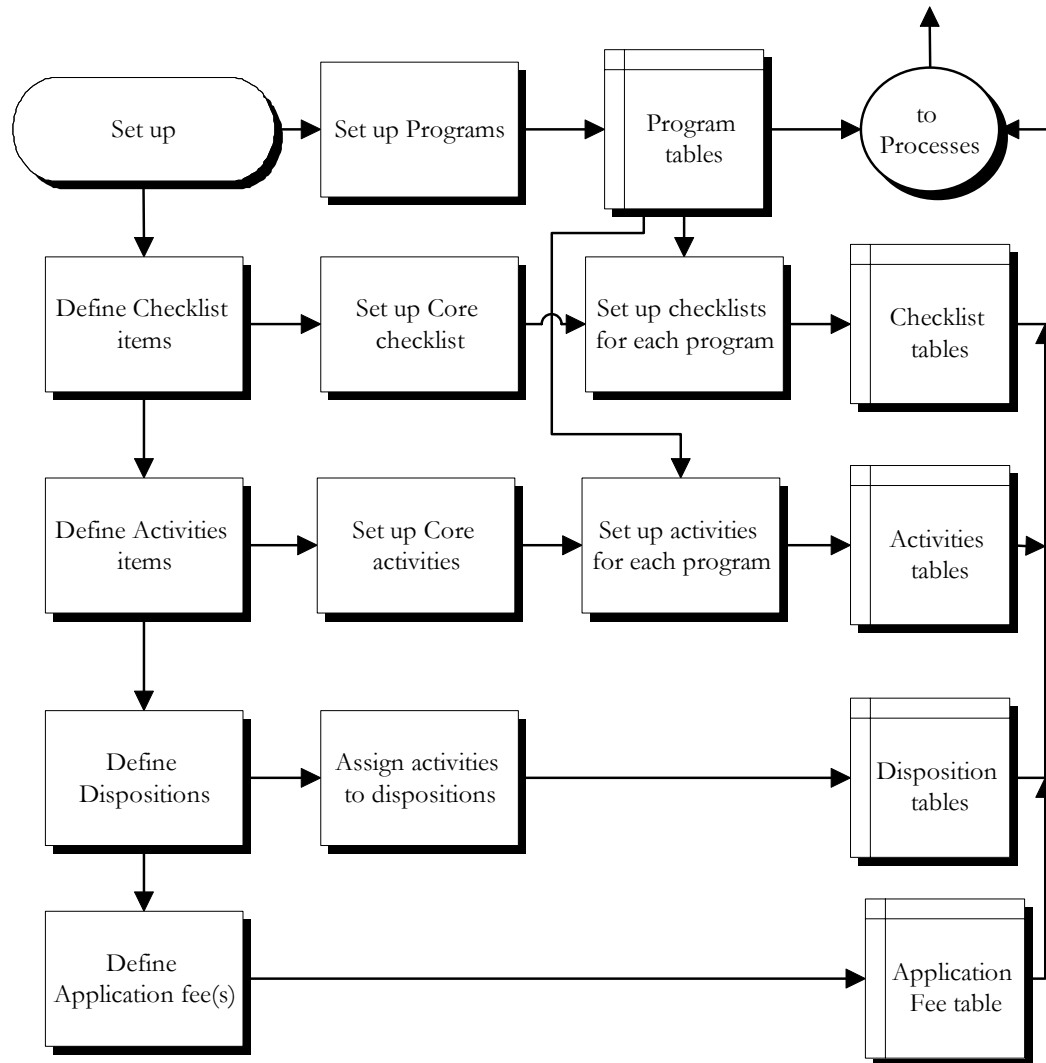 Set up
Set up Programs
Program
tables
to
Processes
Define Checklist
items
Set up Core
checklist
Set up checklists
for each program
Checklist
tables
Define Activities
items
Set up Core
activities
Set up activities
for each program
Activities
tables
Define
Dispositions
Assign activities
to dispositions
Disposition
tables
Define
Application fee(s)
Application
Fee table